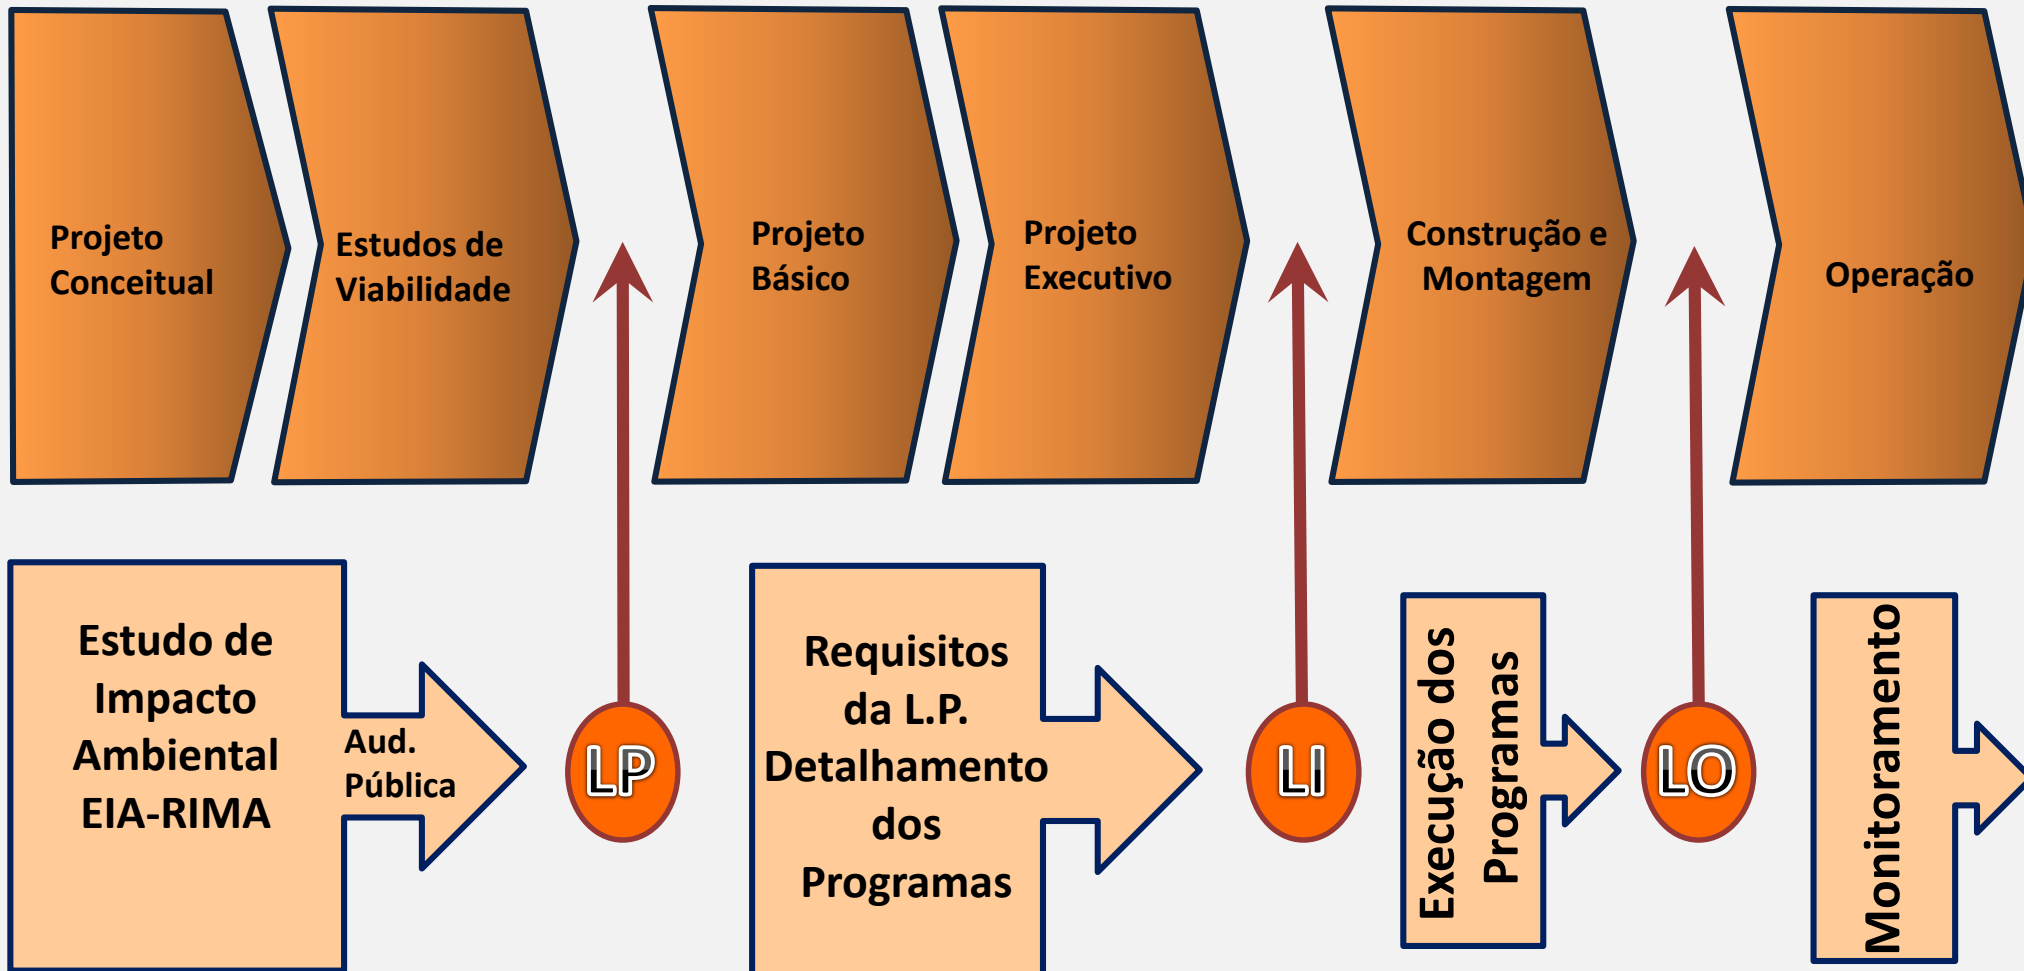 Projeto
Conceitual
Estudos de
Viabilidade
Projeto
Básico
Projeto
Executivo
Construção e
Montagem
Operação
Estudo de
Impacto
Ambiental
EIA-RIMA
Aud.
Pública
LP
Requisitos
da L.P.
Detalhamento
dos
Programas
LI
Execução dos
Programas
LO
Monitoramento